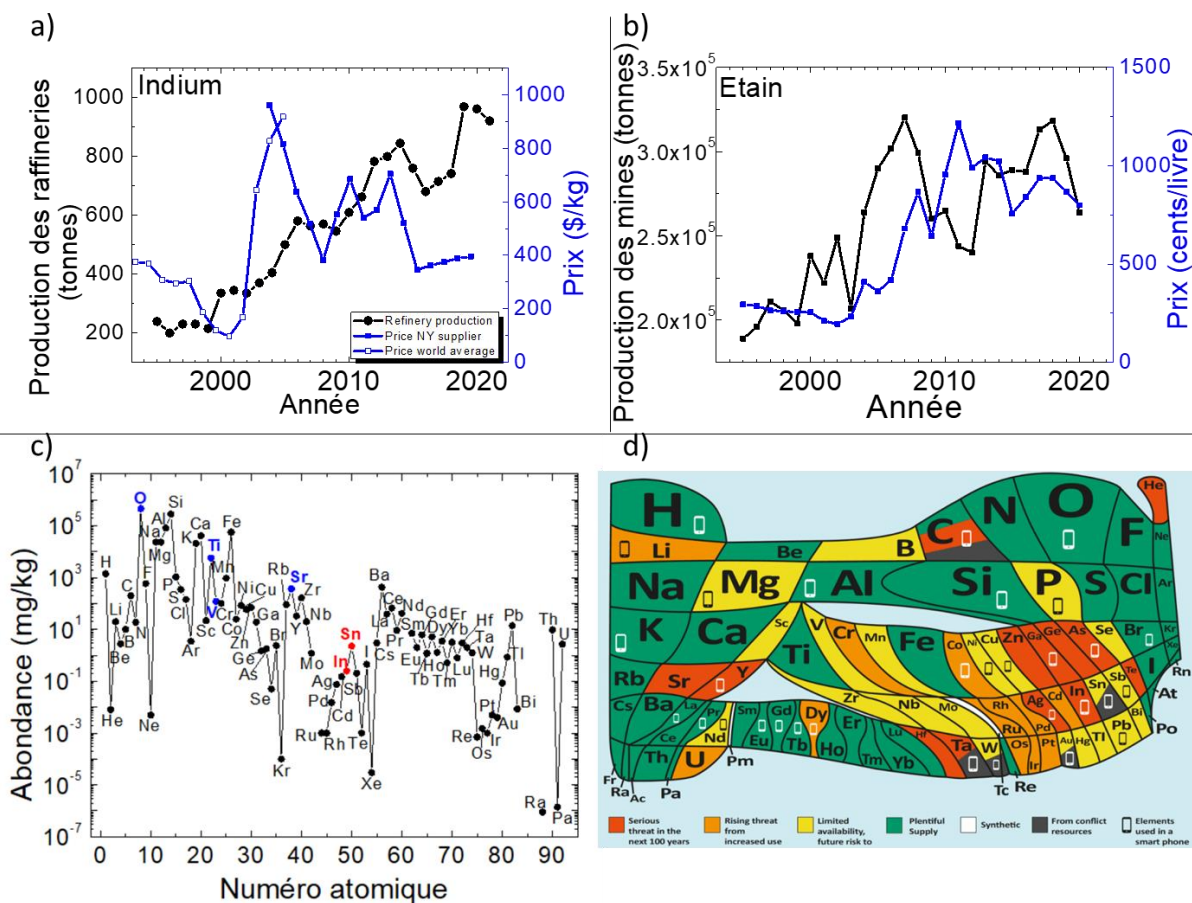 a)
Indium
Production des raffineries
(tonnes)
1000
800
600
400
200
1000
800
600
400
200
0
Prix ($/kg)
Refinery production
Price NY supplier
Price world average
2000
2010
2020
Année
b)
Etain
Production des mines (tonnes)
3.5x10⁵
3.0x10⁵
2.5x10⁵
2.0x10⁵
1500
1000
500
0
Prix (cents/livre)
2000
2010
2020
Année
c)
Abondance (mg/kg)
10⁷
10⁵
10³
10¹
10⁻¹
10⁻³
10⁻⁵
10⁻⁷
H
He
Li
Be
B
C
N
O
F
Ne
Na
Mg
Al
Si
P
S
Cl
Ar
K
Ca
Sc
Ti
V
Cr
Mn
Fe
Co
Ni
Cu
Zn
Ga
Ge
As
Se
Br
Kr
Rb
Sr
Y
Zr
Nb
Mo
Ru
Rh
Pd
Ag
Cd
In
Sn
Sb
Te
I
Xe
Cs
Ba
La
Ce
Pr
Nd
Sm
Eu
Gd
Tb
Dy
Ho
Er
Tm
Yb
Hf
Ta
W
Re
Os
Ir
Au
Hg
Tl
Pb
Bi
Ra
Th
Pa
U
0 10 20 30 40 50 60 70 80 90
Numéro atomique
d)
H
He
Li
Be
B
C
N
O
F
Ne
Na
Mg
Al
Si
P
S
Cl
Ar
K
Ca
Sc
Ti
V
Cr
Mn
Fe
Co
Ni
Cu
Zn
Ga
Ge
As
Se
Br
Kr
Rb
Sr
Y
Zr
Nb
Mo
Tc
Ru
Rh
Pd
Ag
Cd
In
Sn
Sb
Te
I
Xe
Cs
Ba
La
Ce
Pr
Nd
Pm
Sm
Eu
Gd
Tb
Dy
Ho
Er
Tm
Yb
Lu
Hf
Ta
W
Re
Os
Ir
Pt
Au
Hg
Tl
Pb
Bi
Po
At
Rn
Fr
Ra
Ac
Th
Pa
U
Serious
threat in the
next 100 years
Rising threat
from
increased use
Limited
availability,
future risk to
Plentiful
Supply
Synthetic
From conflict
resources
Elements
used in a
smart phone